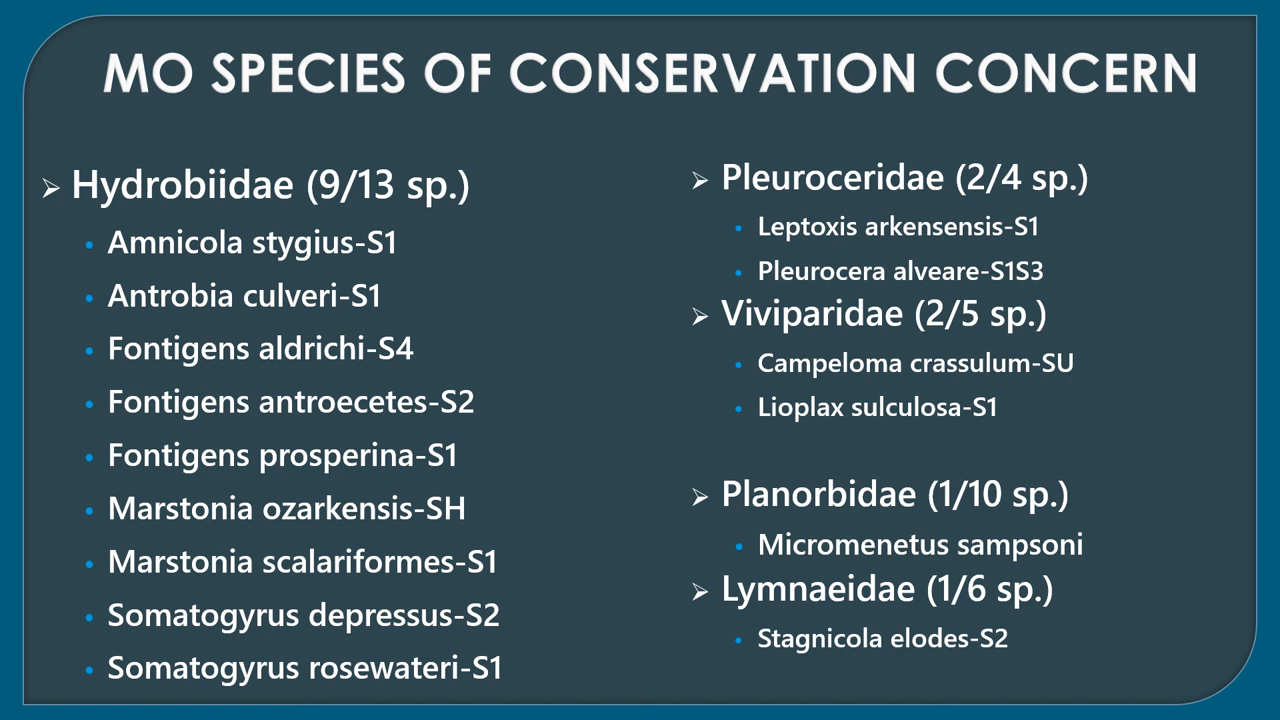 MO SPECIES OF CONSERVATION CONCERN
Hydrobiidae (9/13 sp.)
Amnicola stygius-S1
Antrobia culveri-S1
Fontigens aldrichi-S4
Fontigens antroecetes-S2
Fontigens prosperina-S1
Marstonia ozarkensis-SH
Marstonia scalariformes-S1
Somatogyrus depressus-S2
Somatogyrus rosewateri-S1
Pleuroceridae (2/4 sp.)
Leptoxis arkensensis-S1
Pleurocera alveare-S1S3
Viviparidae (2/5 sp.)
Campeloma crassulum-SU
Lioplax sulculosa-S1
Planorbidae (1/10 sp.)
Micromenetus sampsoni
Lymnaeidae (1/6 sp.)
Stagnicola elodes-S2